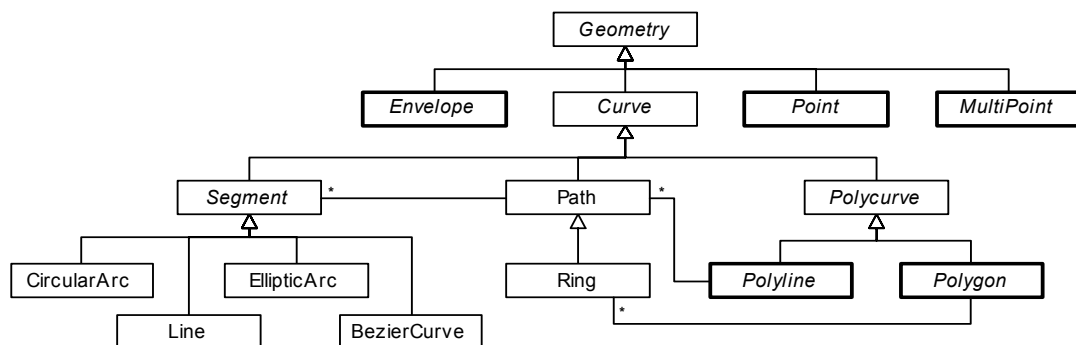 Geometry
Envelope Curve Point MultiPoint
Segment * Path * Polycurve
CircularArc EllipticArc Ring Polyline Polygon
*
Line BezierCurve